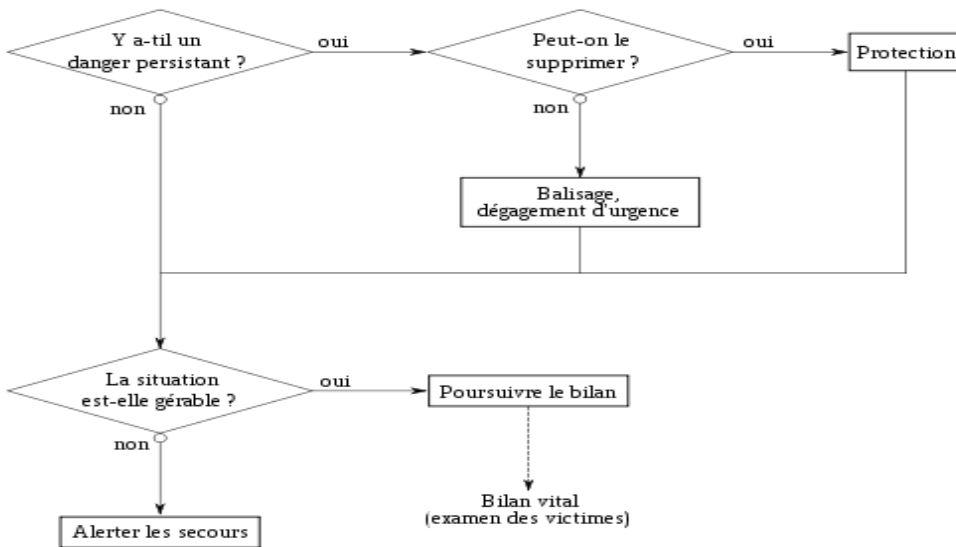 Y a-til un
danger persistant ?
oui
Peut-on le
supprimer ?
oui
Protection
non
non
Balisage,
dégagement d'urgence
La situation
est-elle gérable ?
oui
Poursuivre le bilan
non
Alerter les secours
Bilan vital
(examen des victimes)